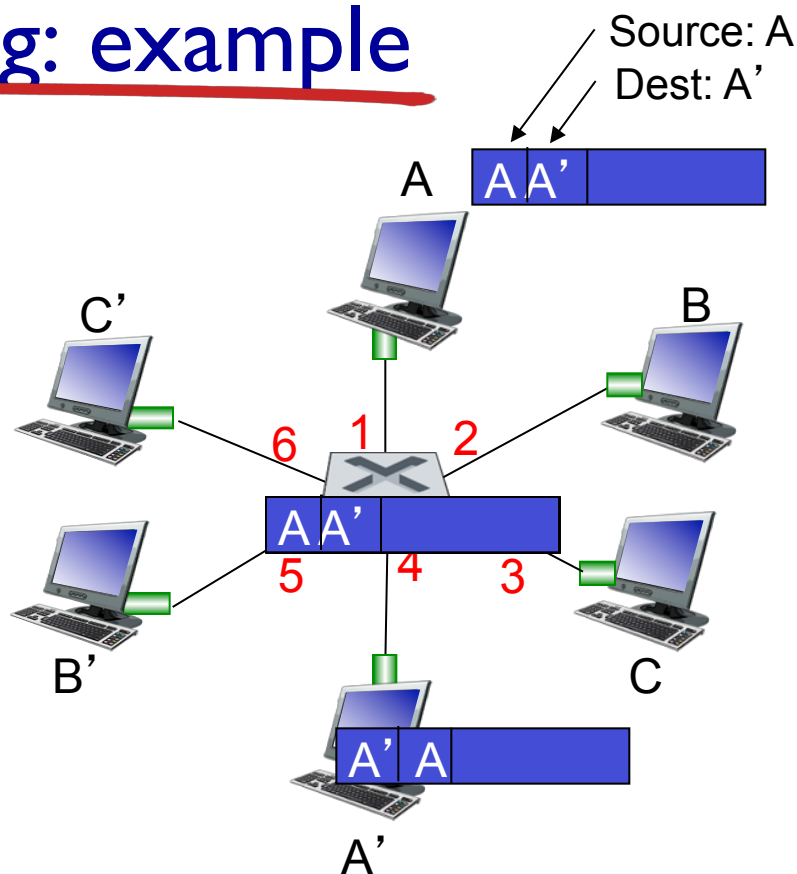 g: example
Source: A
Dest: A’
A
A A’
C’
B
6
1
2
A A’
5
4
3
B’
C
A’ A
A’